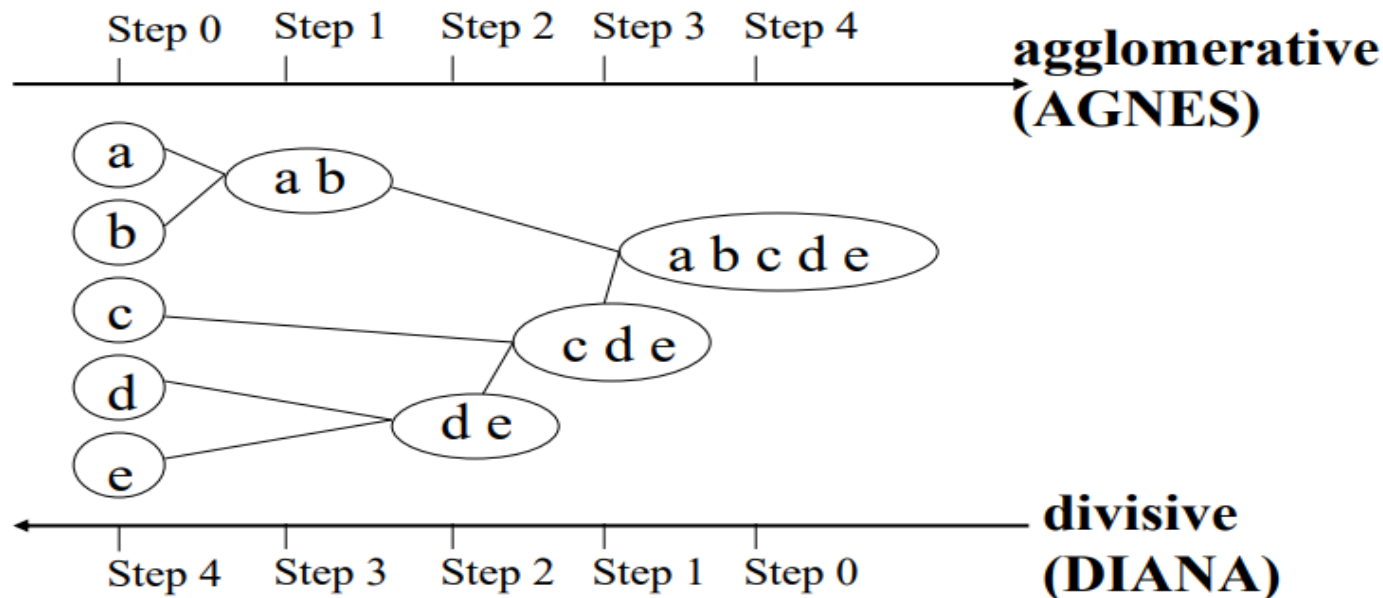 Step 0 Step 1 Step 2 Step 3 Step 4
agglomerative
(AGNES)
a
a b
b
a b c d e
c
c d e
d
d e
e
divisive
(DIANA)
Step 4 Step 3 Step 2 Step 1 Step 0